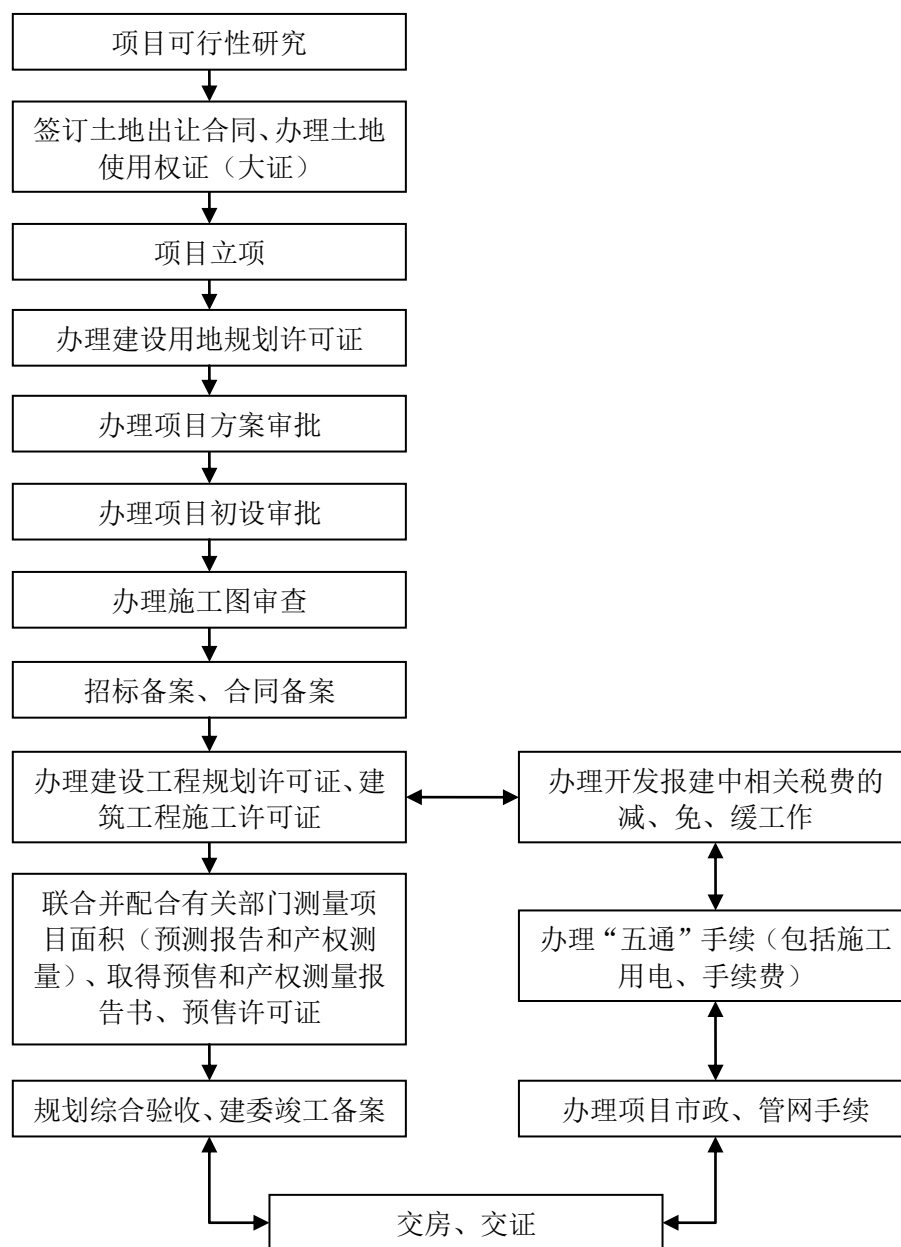 项目可行性研究
签订土地出让合同、办理土地
使用权证（大证）
项目立项
办理建设用地规划许可证
办理项目方案审批
办理项目初设审批
办理施工图审查
招标备案、合同备案
办理建设工程规划许可证、建
筑工程施工许可证
办理开发报建中相关税费的
减、免、缓工作
联合并配合有关部门测量项
目面积（预测报告和产权测
量）、取得预售和产权测量报
告书、预售许可证
办理“五通”手续（包括施工
用电、手续费）
规划综合验收、建委竣工备案
办理项目市政、管网手续
交房、交证